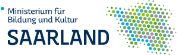 Ministerium für
Bildung und Kultur
SAARLAND